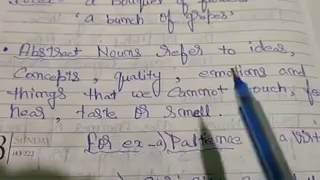 a bouquet of
'a bunch of grapes'
• Abstract Nouns refer to ideas,
Concepts, quality, emotions and
things that we Cannot touch,
hear, taste or smell.
SUNDAY
for ex - a) Patience a